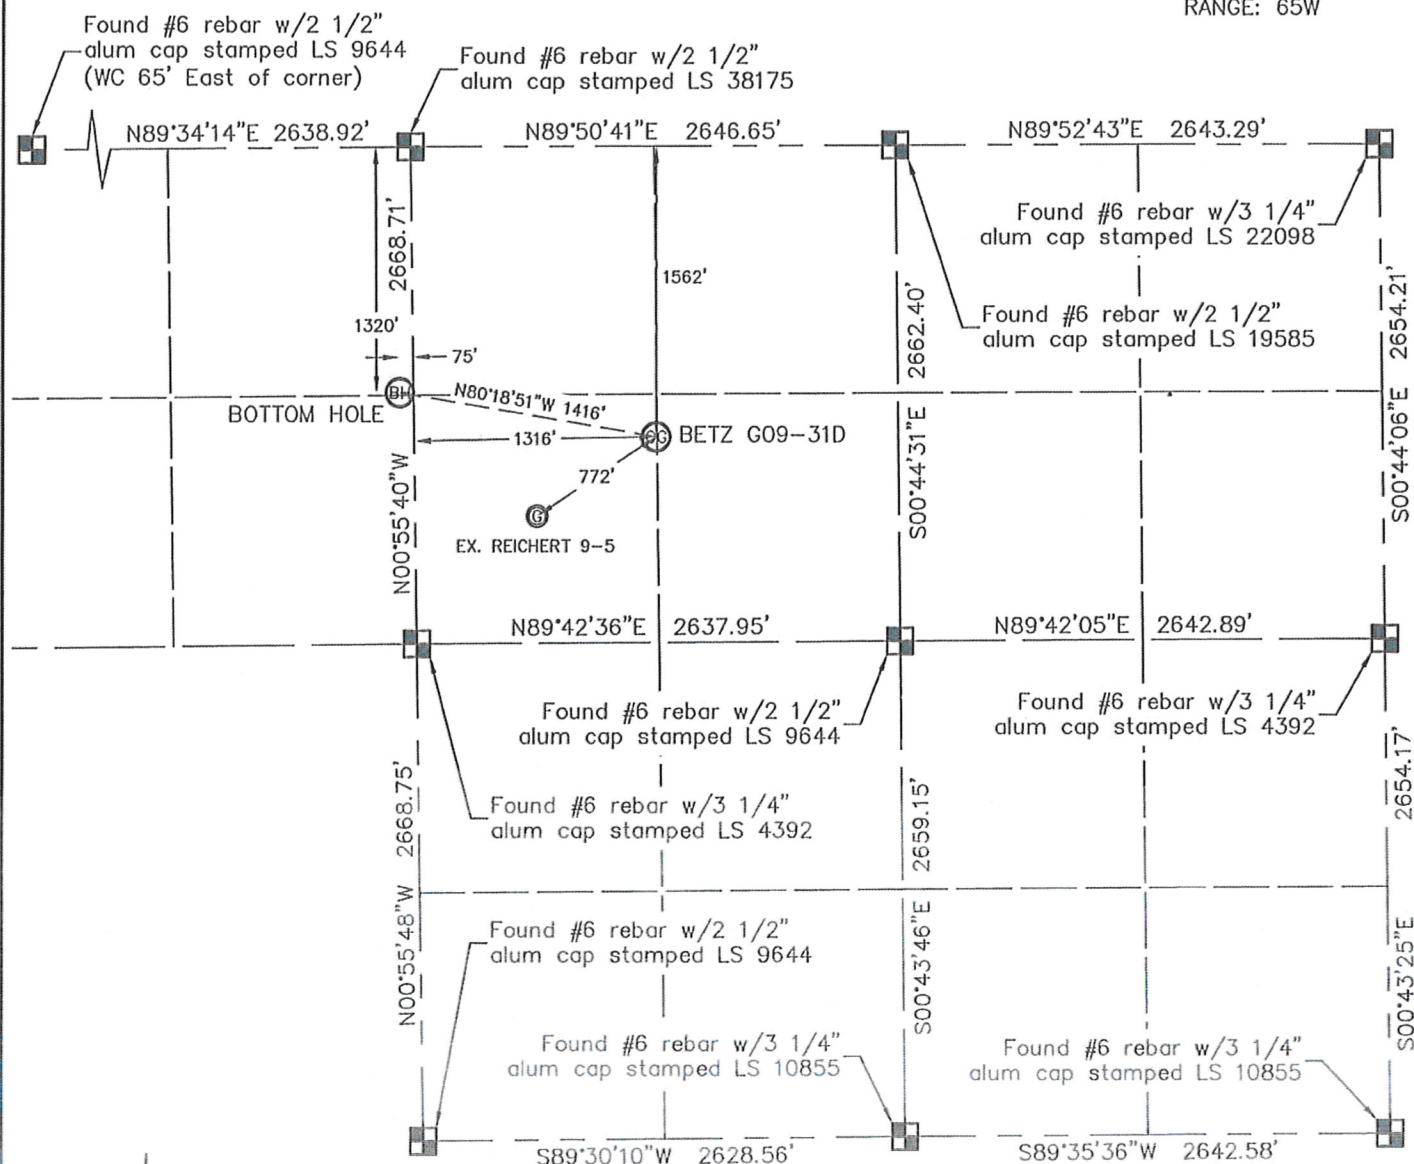 RANGE: 65W
Found #6 rebar w/2 1/2"
alum cap stamped LS 9644
(WC 65' East of corner)
Found #6 rebar w/2 1/2"
alum cap stamped LS 38175
N89°34'14"E 2638.92'
N89°50'41"E 2646.65'
N89°52'43"E 2643.29'
Found #6 rebar w/3 1/4"
alum cap stamped LS 22098
2668.71'
1562'
2662.40'
2654.21'
Found #6 rebar w/2 1/2"
alum cap stamped LS 19585
1320'
75'
BH
N80°18'51"W 1416'
BOTTOM HOLE
1316'
BETZ G09-31D
772'
G
EX. REICHERT 9-5
N00°55'40"W
S00°44'31"E
S00°44'06"E
N89°42'36"E 2637.95'
N89°42'05"E 2642.89'
Found #6 rebar w/2 1/2"
alum cap stamped LS 9644
Found #6 rebar w/3 1/4"
alum cap stamped LS 4392
2668.75'
Found #6 rebar w/3 1/4"
alum cap stamped LS 4392
2659.15'
2654.17'
N00°55'48"W
Found #6 rebar w/2 1/2"
alum cap stamped LS 9644
S00°43'46"E
S00°43'25"E
Found #6 rebar w/3 1/4"
alum cap stamped LS 10855
Found #6 rebar w/3 1/4"
alum cap stamped LS 10855
S89°30'10"W 2628.56'
S89°35'36"W 2642.58'